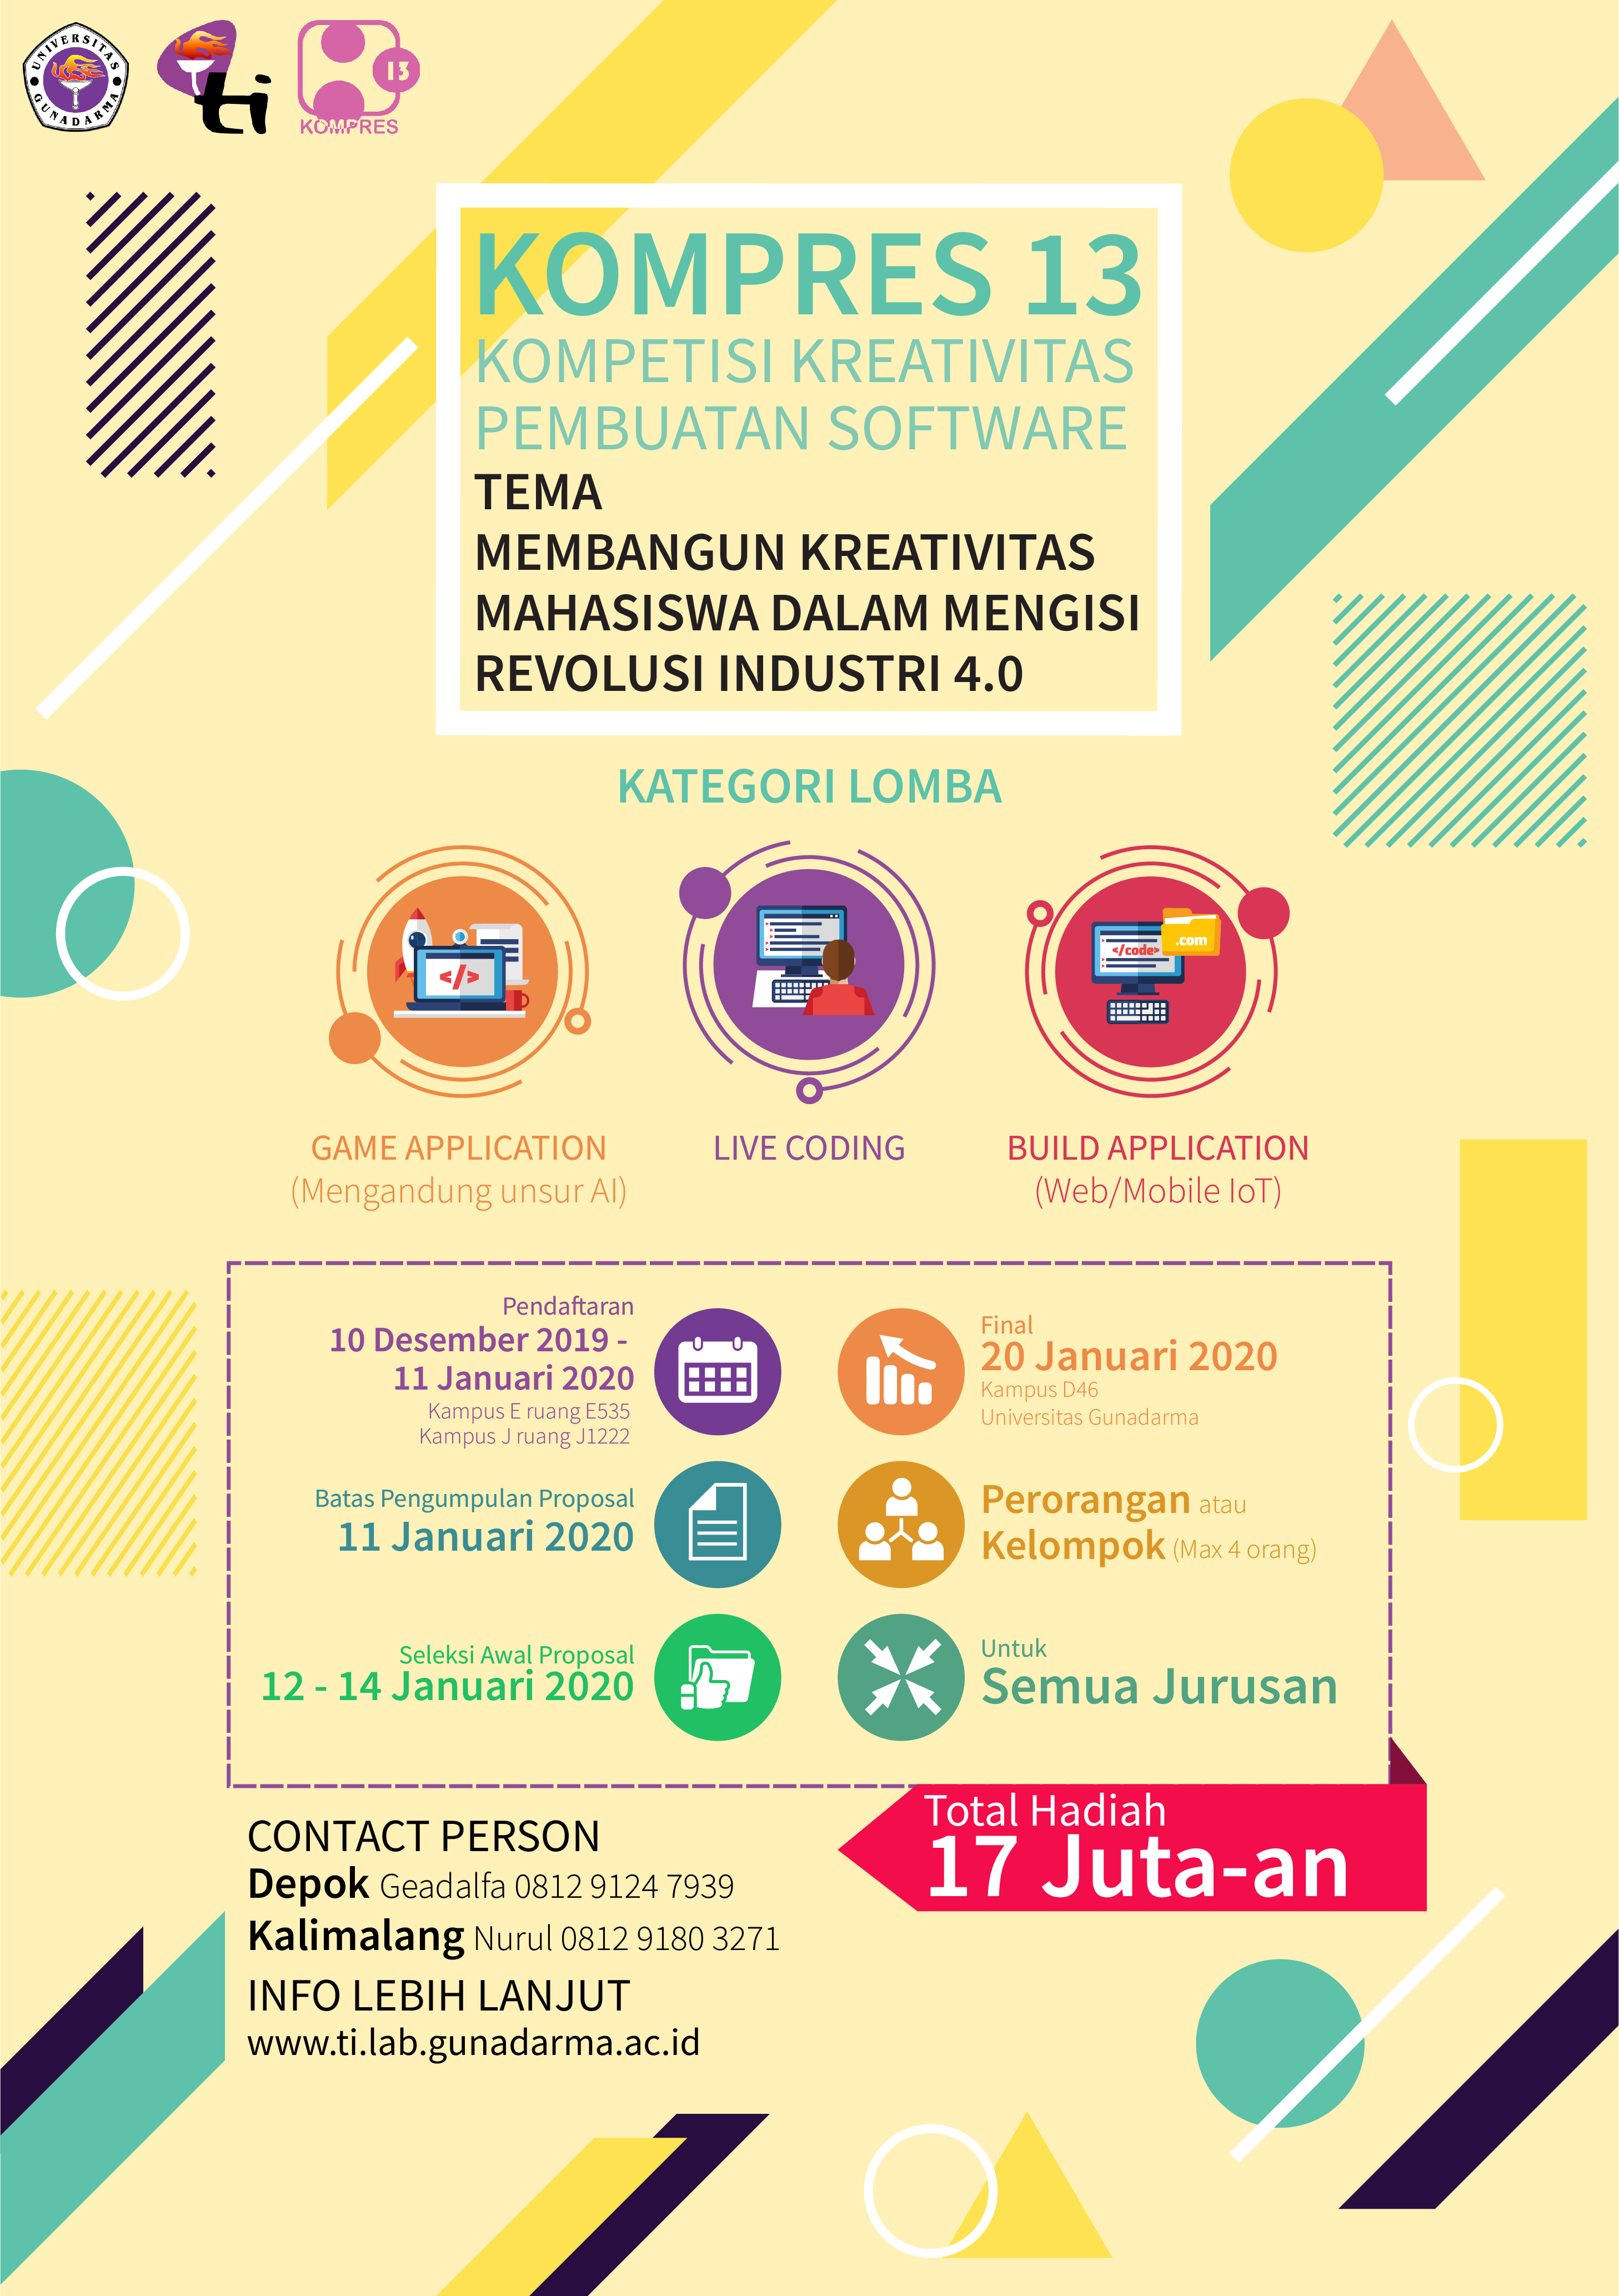 UNIVERSITAS GUNADARMA
ti
13
KOMPRES
KOMPRES 13
KOMPETISI KREATIVITAS
PEMBUATAN SOFTWARE
TEMA
MEMBANGUN KREATIVITAS
MAHASISWA DALAM MENGISI
REVOLUSI INDUSTRI 4.0
KATEGORI LOMBA
</>
</code>
.com
GAME APPLICATION
(Mengandung unsur AI)
LIVE CODING
BUILD APPLICATION
(Web/Mobile IoT)
Pendaftaran
10 Desember 2019 -
11 Januari 2020
Kampus E ruang E535
Kampus J ruang J1222
Batas Pengumpulan Proposal
11 Januari 2020
Seleksi Awal Proposal
12 - 14 Januari 2020
Final
20 Januari 2020
Kampus D46
Universitas Gunadarma
Perorangan atau
Kelompok (Max 4 orang)
Untuk
Semua Jurusan
Total Hadiah
17 Juta-an
CONTACT PERSON
Depok Geadalfa 0812 9124 7939
Kalimalang Nurul 0812 9180 3271
INFO LEBIH LANJUT
www.ti.lab.gunadarma.ac.id